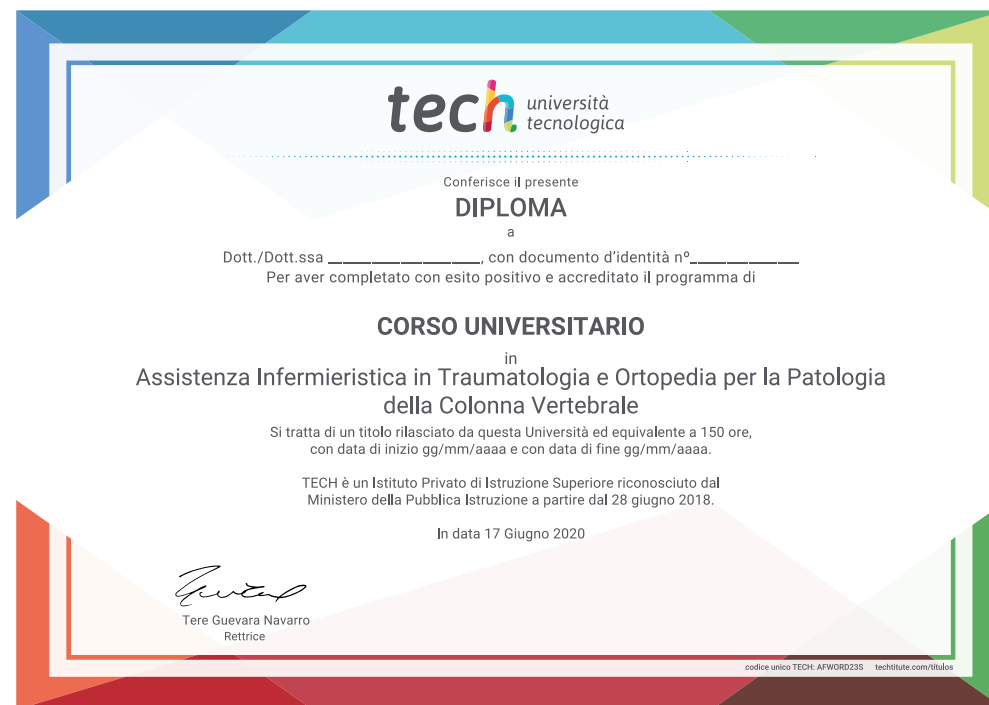 tech università
tecnologica
Conferisce il presente
DIPLOMA
a
Dott./Dott.ssa ____________________, con documento d'identità nº______________
Per aver completato con esito positivo e accreditato il programma di
CORSO UNIVERSITARIO
in
Assistenza Infermieristica in Traumatologia e Ortopedia per la Patologia
della Colonna Vertebrale
Si tratta di un titolo rilasciato da questa Università ed equivalente a 150 ore,
con data di inizio gg/mm/aaaa e con data di fine gg/mm/aaaa.
TECH è un Istituto Privato di Istruzione Superiore riconosciuto dal
Ministero della Pubblica Istruzione a partire dal 28 giugno 2018.
In data 17 Giugno 2020
Tere Guevara Navarro
Rettrice
codice unico TECH: AFWORD23S techtitute.com/titulos